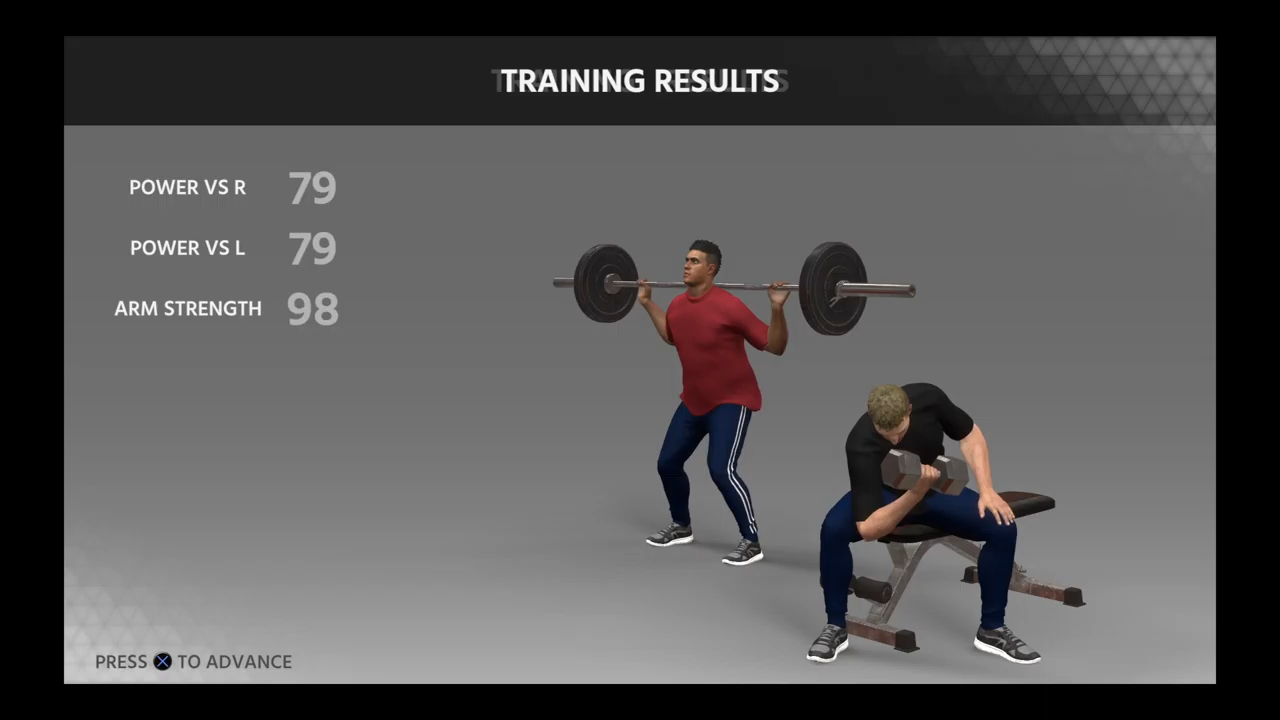 TRAINING RESULTS
POWER VS R 79
POWER VS L 79
ARM STRENGTH 98
PRESS TO ADVANCE